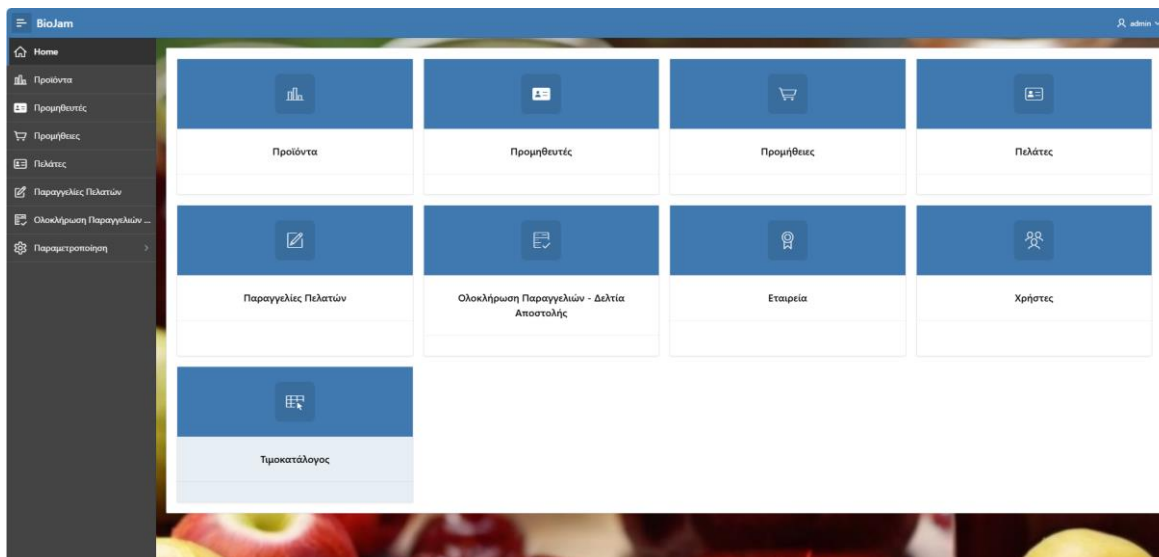 BioJam
admin
Home
Προϊόντα
Προμηθευτές
Προμήθειες
Πελάτες
Παραγγελίες Πελατών
Ολοκλήρωση Παραγγελιών ...
Παραμετροποίηση
Προϊόντα
Προμηθευτές
Προμήθειες
Πελάτες
Παραγγελίες Πελατών
Ολοκλήρωση Παραγγελιών - Δελτία
Αποστολής
Εταιρεία
Χρήστες
Τιμοκατάλογος